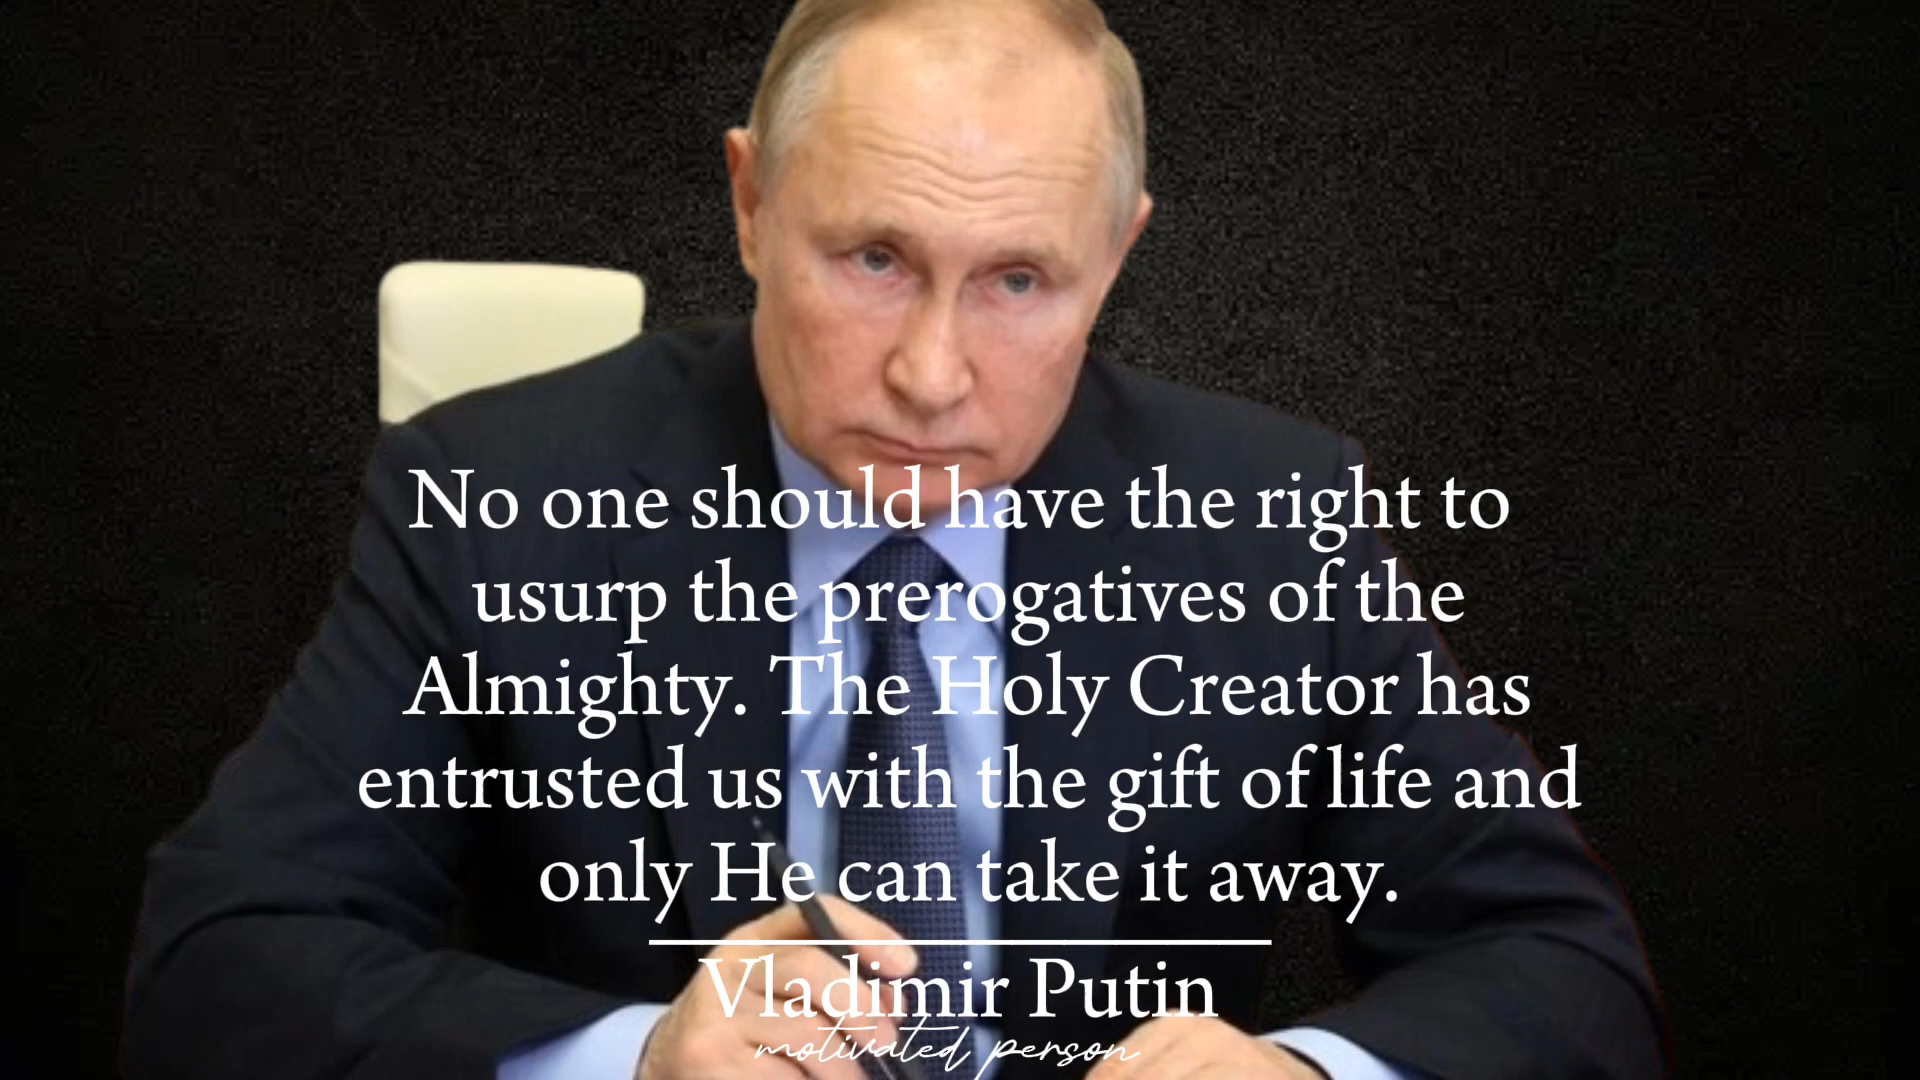 No one should have the right to
usurp the prerogatives of the
Almighty. The Holy Creator has
entrusted us with the gift of life and
only He can take it away.
Vladimir Putin
motivated person